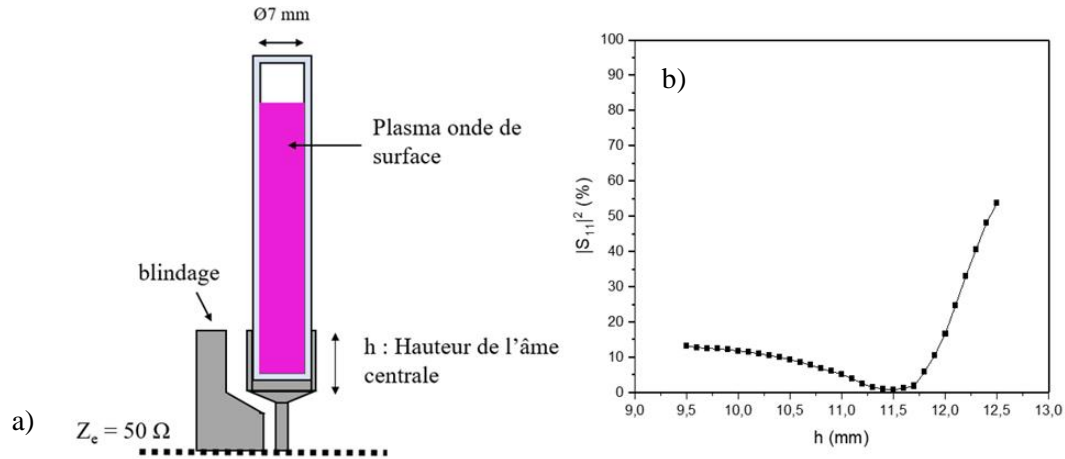 Ø7 mm
Plasma onde de
surface
blindage
h : Hauteur de l’âme
centrale
a)
Zₑ = 50 Ω
b)
|S₁₁|² (%)
100
90
80
70
60
50
40
30
20
10
0
9,0 9,5 10,0 10,5 11,0 11,5 12,0 12,5 13,0
h (mm)